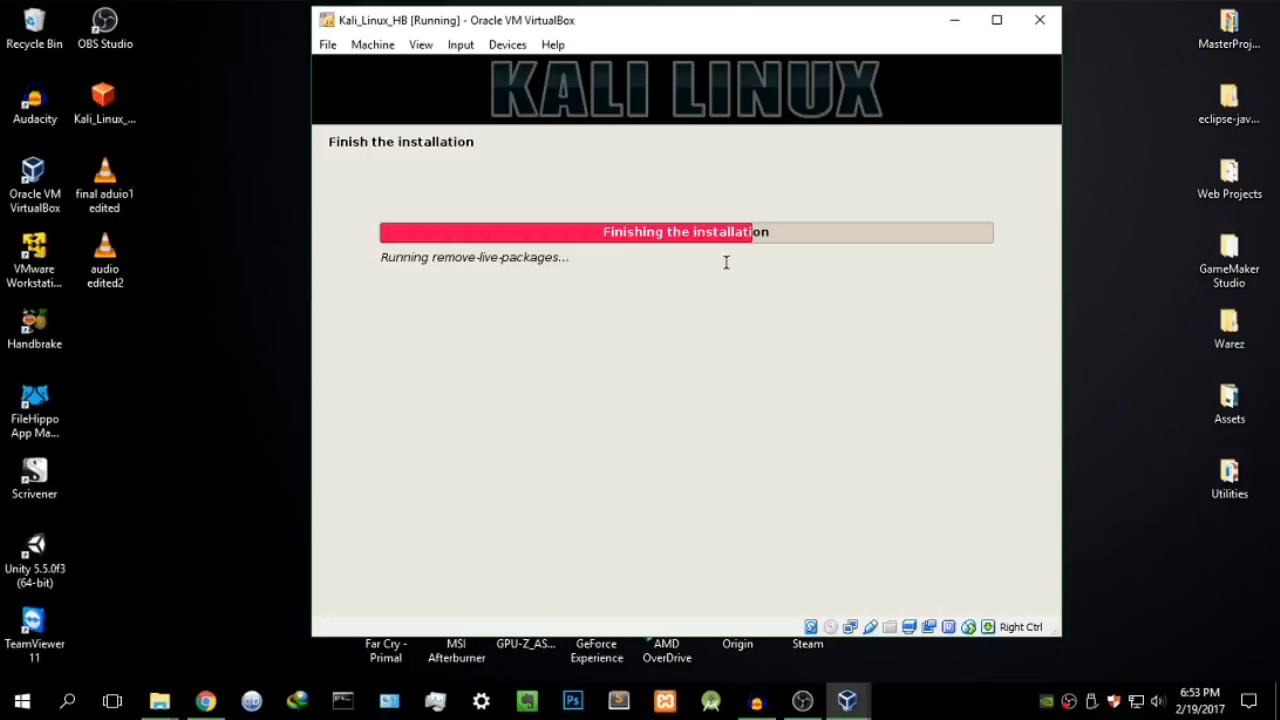 Kali_Linux_HB [Running] - Oracle VM VirtualBox
File Machine View Input Devices Help
KALI LINUX
Finish the installation
Finishing the installation
Running remove-live-packages...
Right Ctrl
Recycle Bin
OBS Studio
Audacity
Kali_Linux_...
Oracle VM
VirtualBox
final aduio1
edited
VMware
Workstati...
audio
edited2
Handbrake
FileHippo
App Ma...
Scrivener
Unity 5.5.0f3
(64-bit)
TeamViewer
11
MasterProj...
eclipse-jav...
Web Projects
GameMaker
Studio
Warez
Assets
Utilities
Far Cry -
Primal
MSI
Afterburner
GPU-Z_AS...
GeForce
Experience
AMD
OverDrive
Origin
Steam
Ps
6:53 PM
2/19/2017